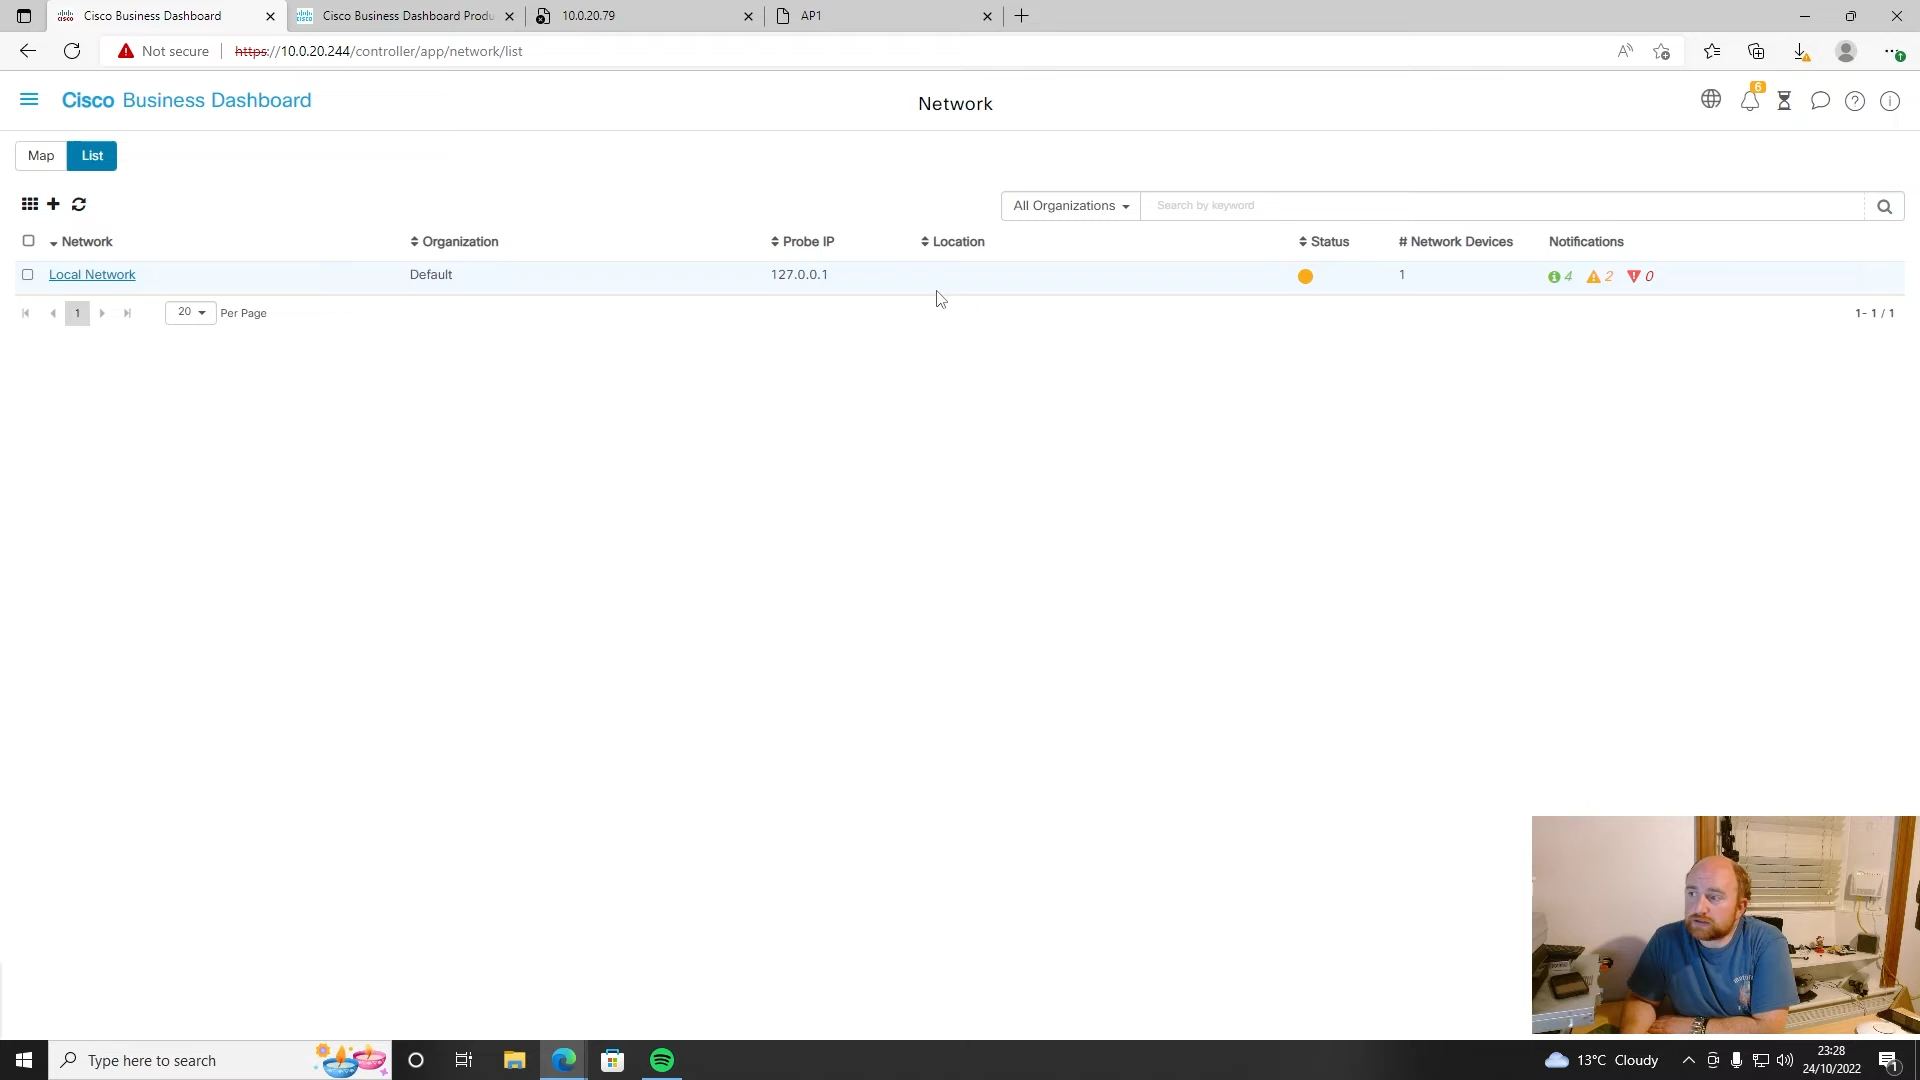 Cisco Business Dashboard
Cisco Business Dashboard Produ
10.0.20.79
AP1
Not secure
https://10.0.20.244/controller/app/network/list
Cisco Business Dashboard
Network
6
Map
List
All Organizations
Search by keyword
Network
Organization
Probe IP
Location
Status
# Network Devices
Notifications
Local Network
Default
127.0.0.1
1
4
2
0
1
20
Per Page
1- 1 / 1
Type here to search
13°C Cloudy
23:28
24/10/2022
1